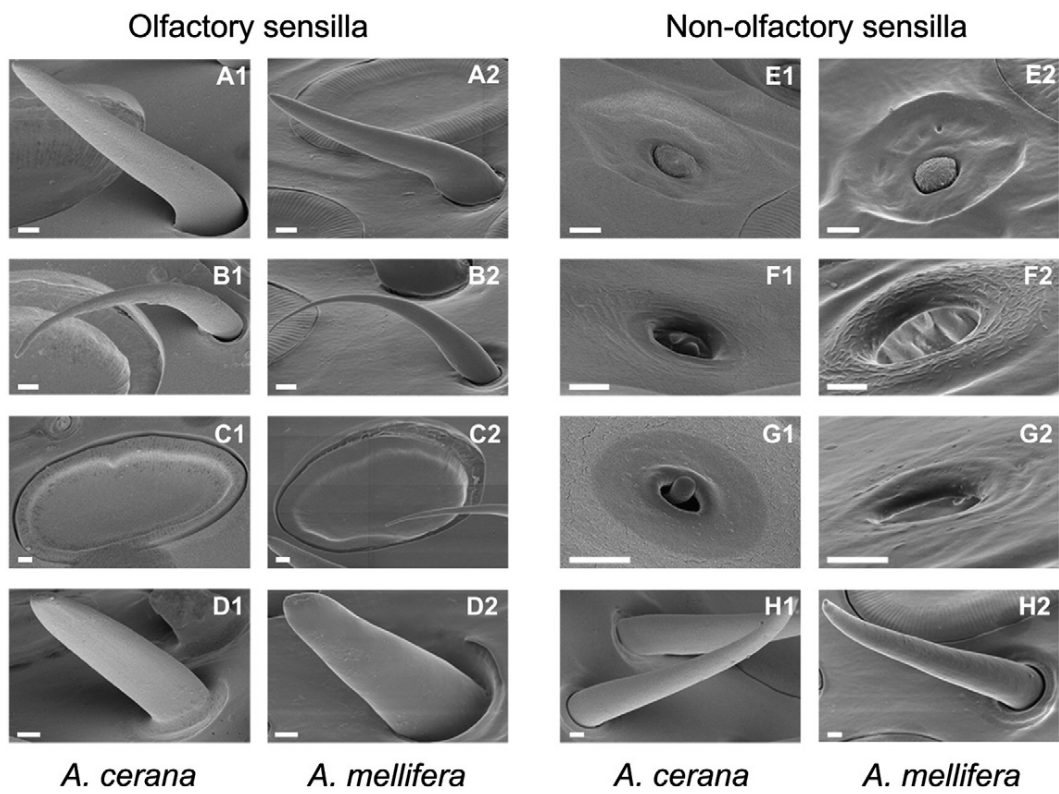 Olfactory sensilla
Non-olfactory sensilla
A1 A2 E1 E2
B1 B2 F1 F2
C1 C2 G1 G2
D1 D2 H1 H2
A. cerana A. mellifera A. cerana A. mellifera